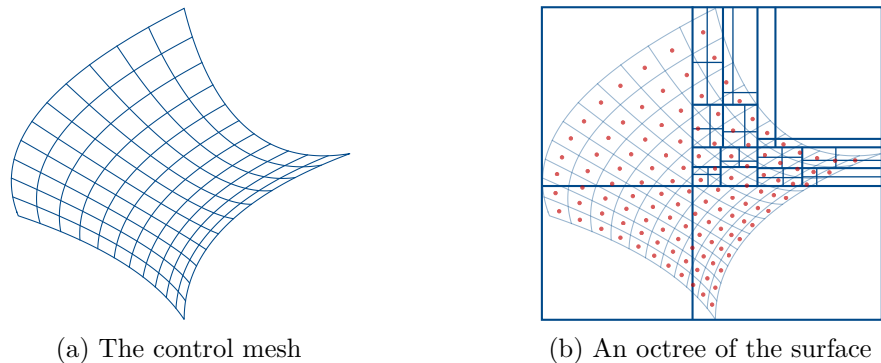 (a) The control mesh
(b) An octree of the surface